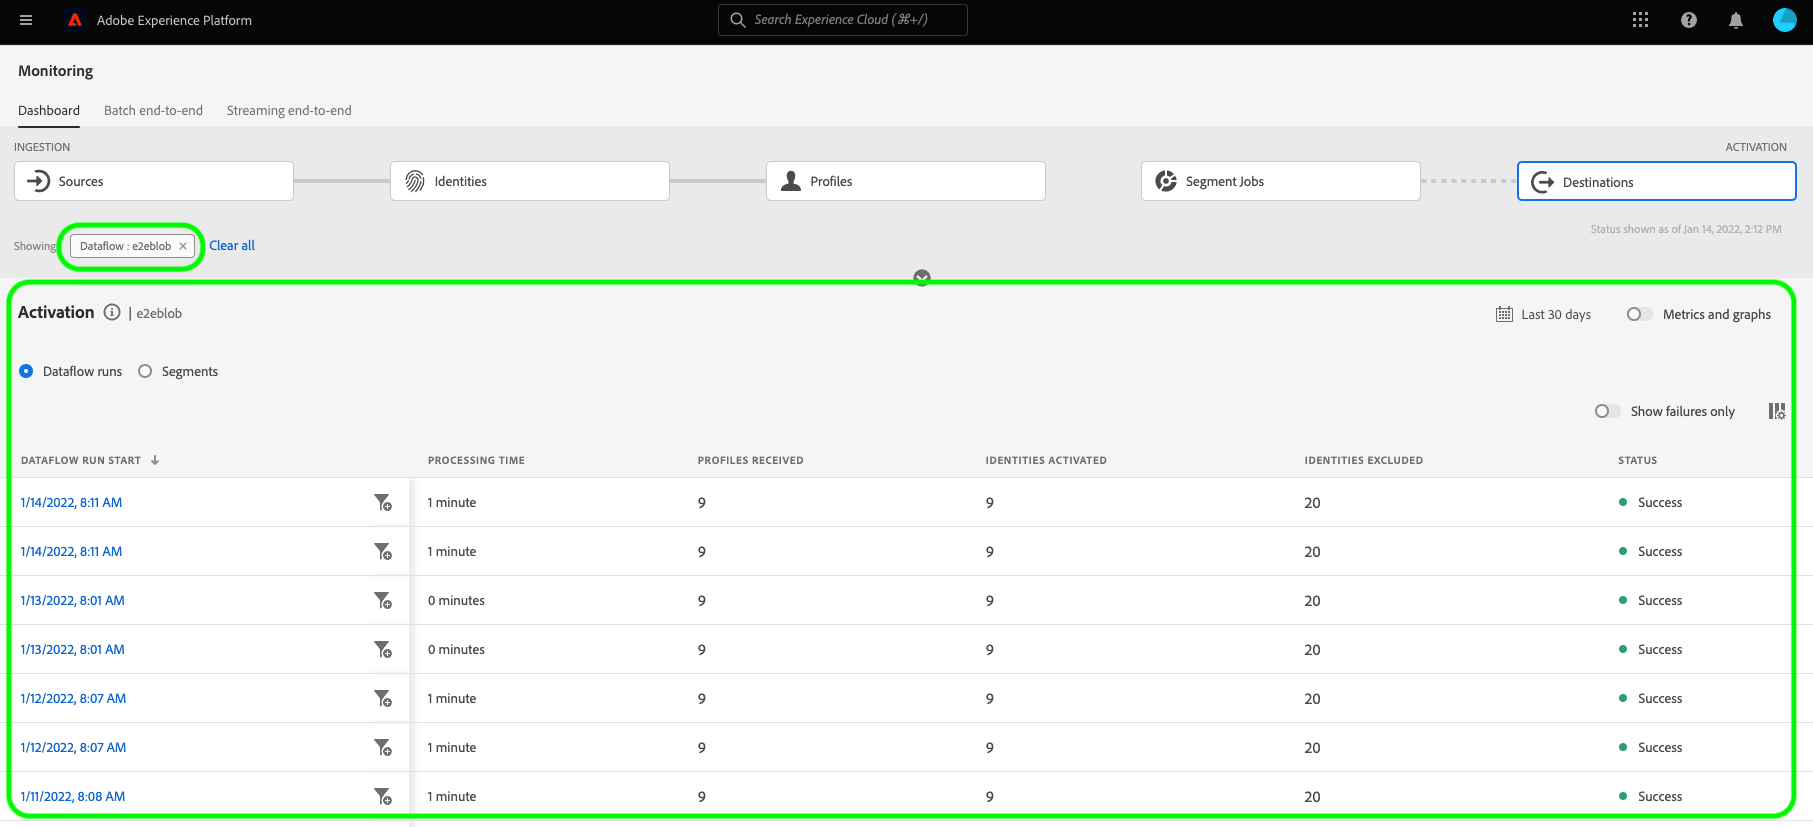 Adobe Experience Platform
Search Experience Cloud (⌘+/)
Monitoring
Dashboard Batch end-to-end Streaming end-to-end
INGESTION ACTIVATION
Sources Identities Profiles Segment Jobs Destinations
Showing Dataflow : e2eblob × Clear all
Status shown as of Jan 14, 2022, 2:12 PM
Activation | e2eblob Last 30 days Metrics and graphs
Dataflow runs Segments
Show failures only
DATAFLOW RUN START ↓ PROCESSING TIME PROFILES RECEIVED IDENTITIES ACTIVATED IDENTITIES EXCLUDED STATUS
1/14/2022, 8:11 AM 1 minute 9 9 20 Success
1/14/2022, 8:11 AM 1 minute 9 9 20 Success
1/13/2022, 8:01 AM 0 minutes 9 9 20 Success
1/13/2022, 8:01 AM 0 minutes 9 9 20 Success
1/12/2022, 8:07 AM 1 minute 9 9 20 Success
1/12/2022, 8:07 AM 1 minute 9 9 20 Success
1/11/2022, 8:08 AM 1 minute 9 9 20 Success